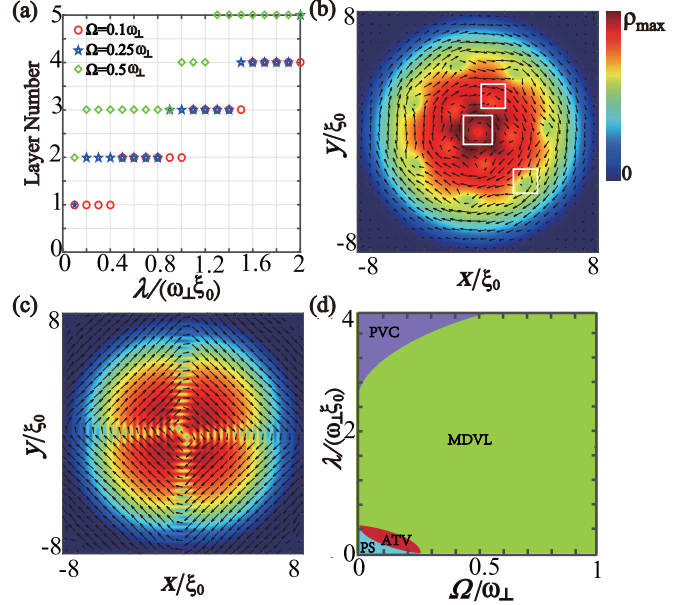 (a)
5
4
3
2
1
0
Layer Number
Ω=0.1ω⊥
Ω=0.25ω⊥
Ω=0.5ω⊥
0 0.4 0.8 1.2 1.6 2
λ/(ω⊥ξ0)
(b)
8
y/ξ0
-8
-8 8
x/ξ0
ρmax
0
(c)
8
y/ξ0
-8
-8 8
x/ξ0
(d)
4
2
0
λ/(ω⊥ξ0)
PVC
MDVL
ATV
PS
0 0.5 1
Ω/ω⊥